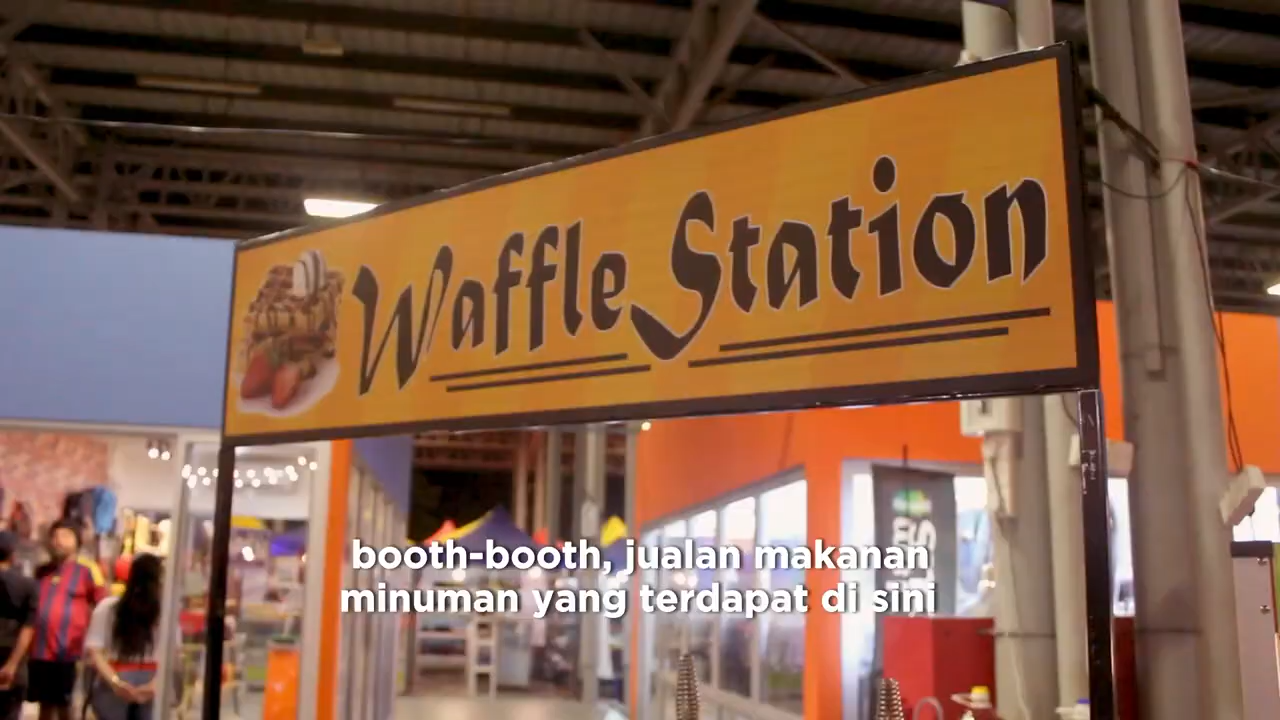 Waffle Station
booth-booth, jualan makanan
minuman yang terdapat di sini